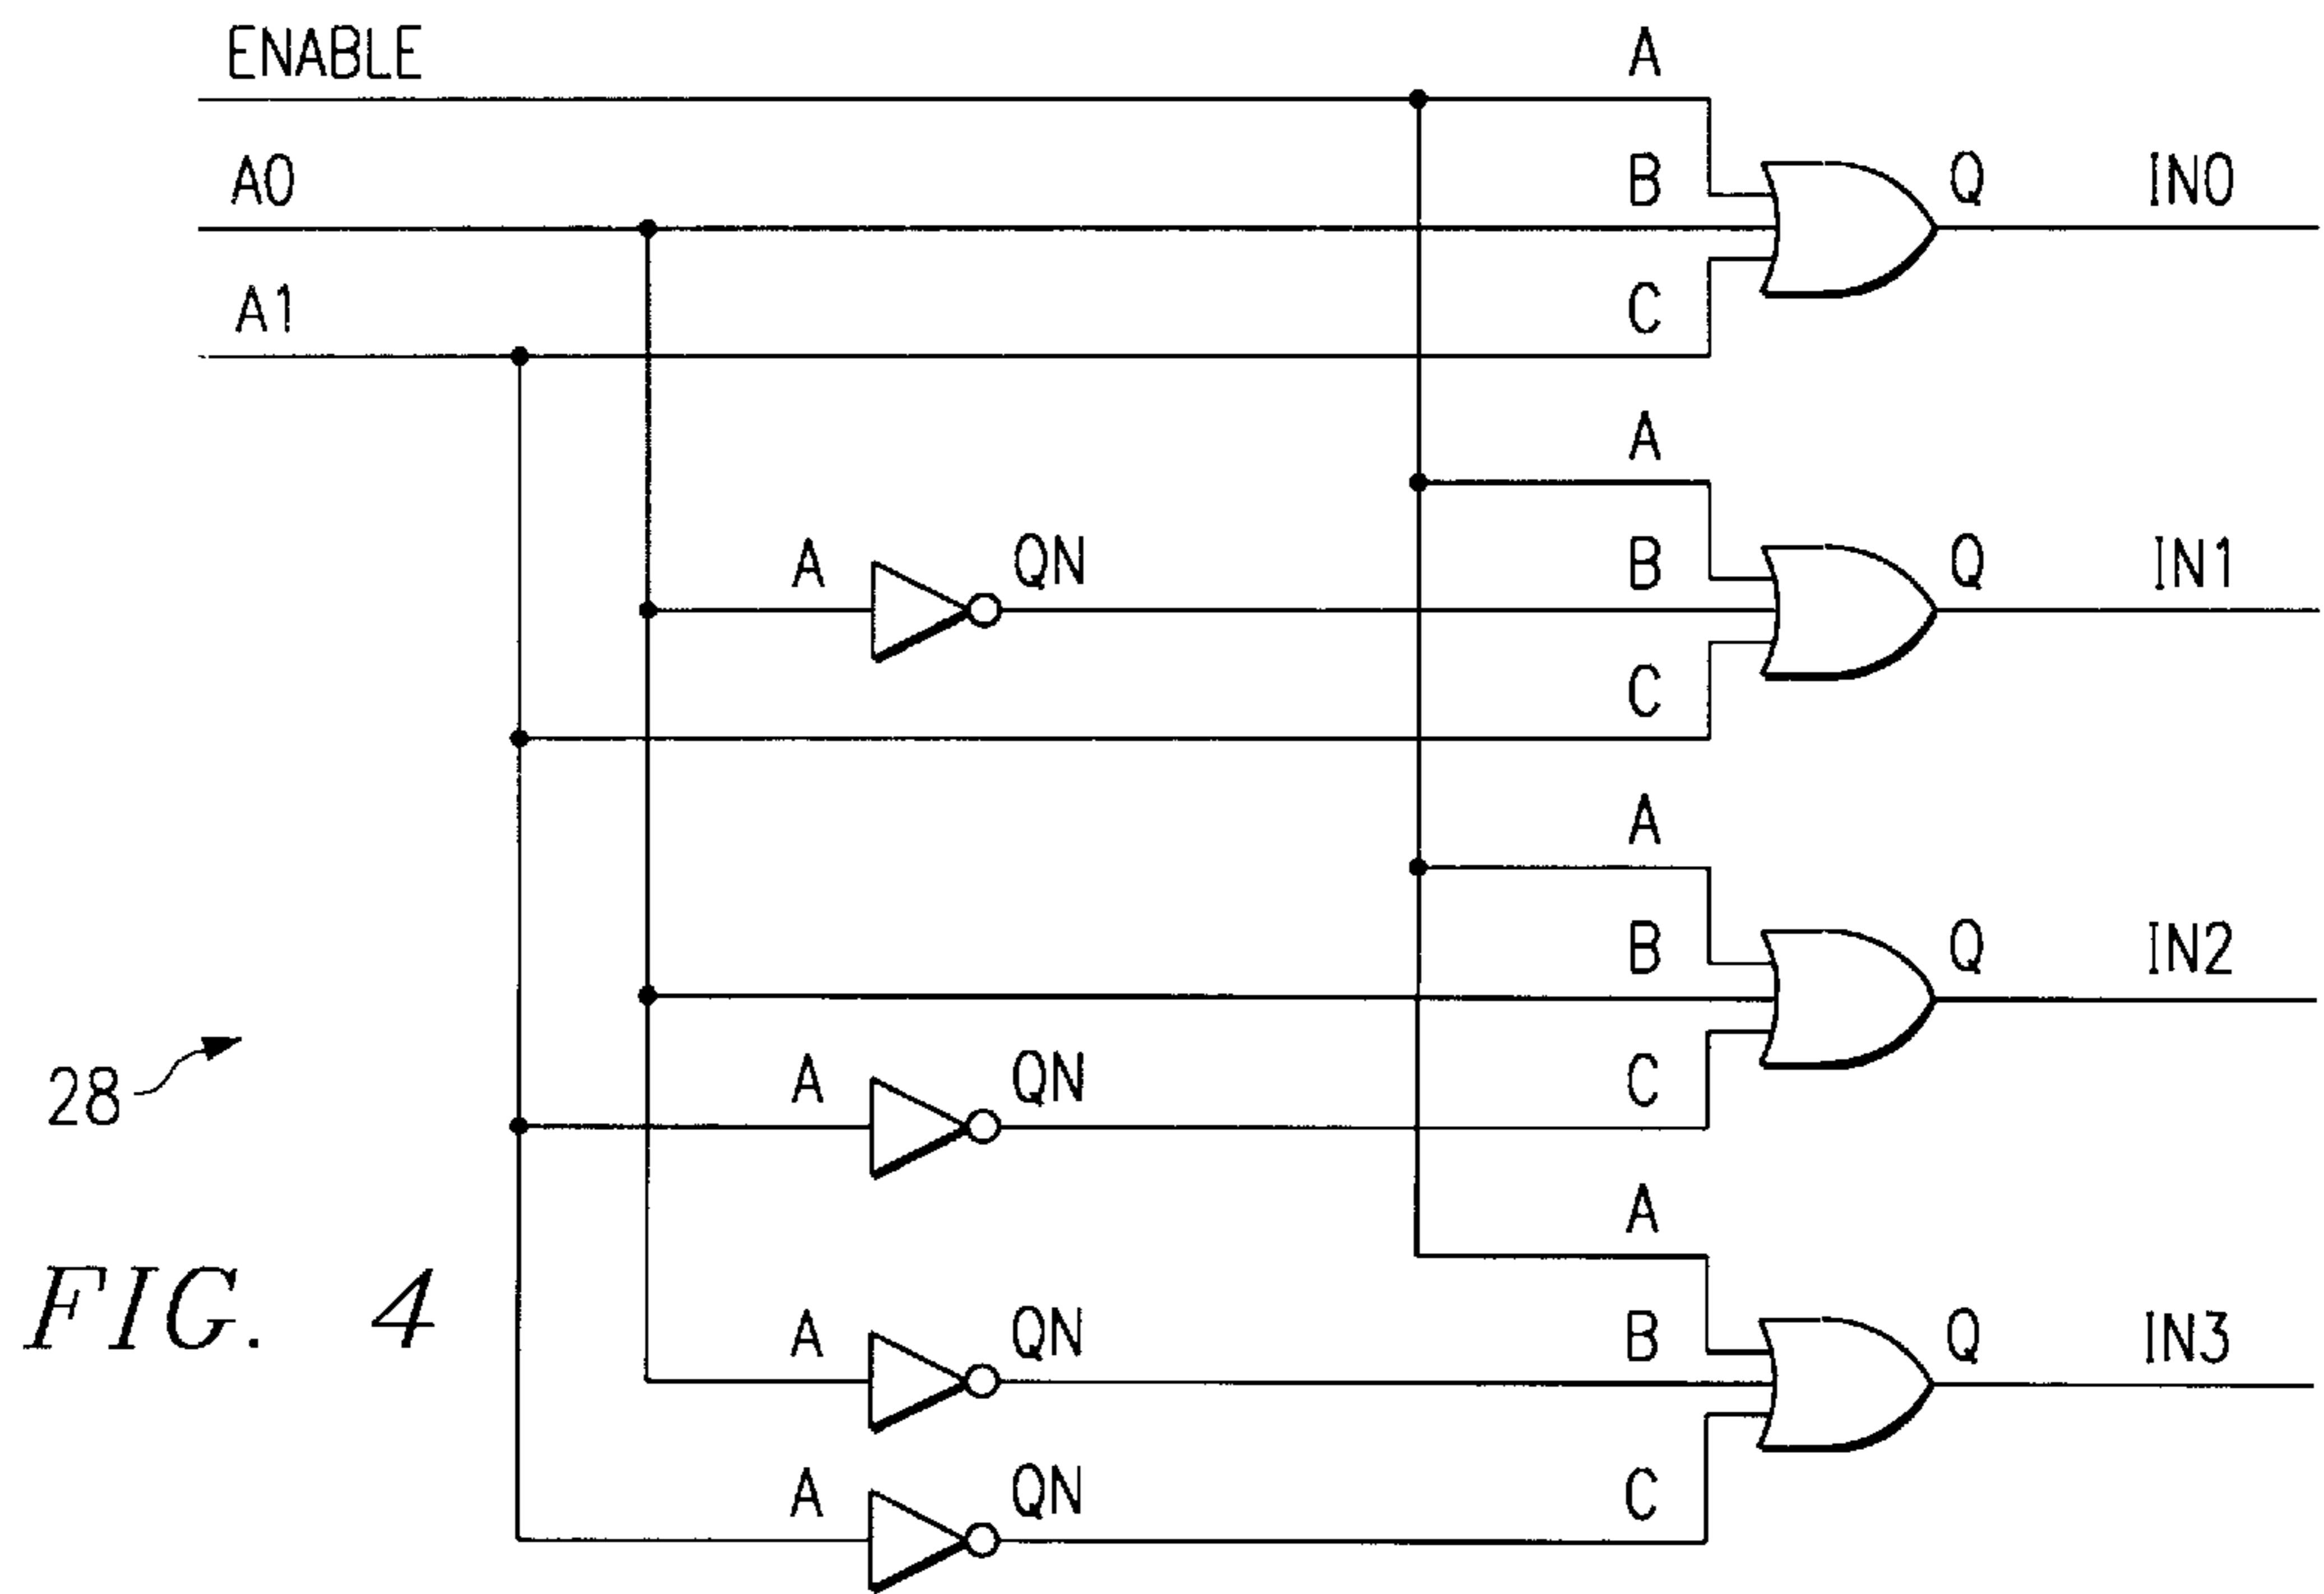 ENABLE A
A0 B Q IN0
A1 C
A
A QN B Q IN1
C
A
B Q IN2
28 A QN C
A
FIG. 4 A QN B Q IN3
A QN C